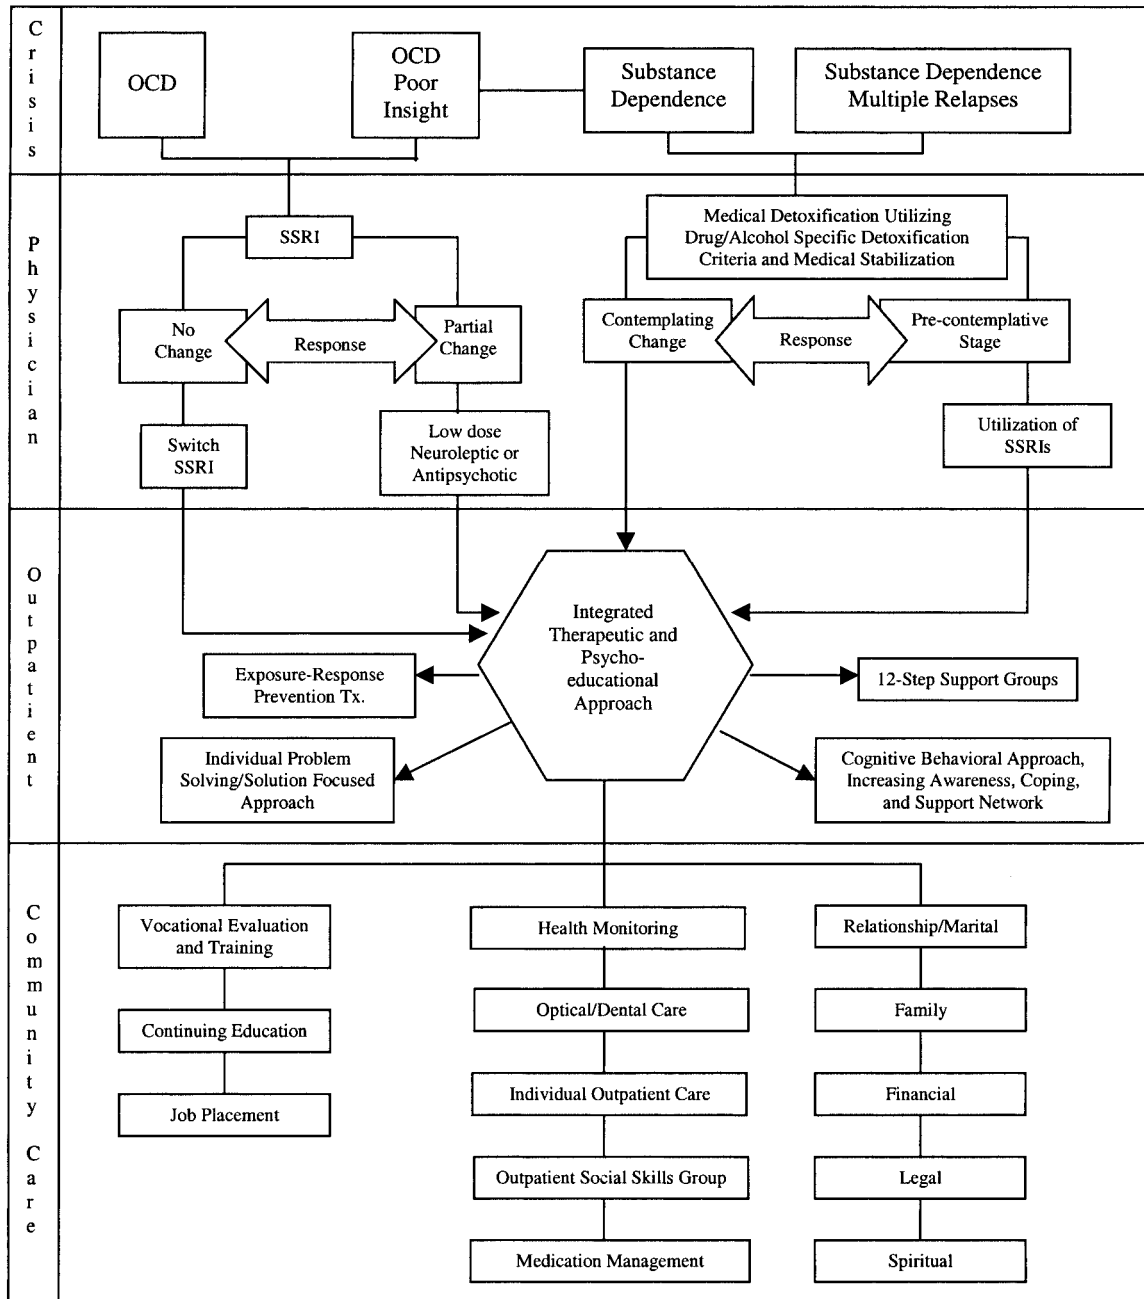 Crisis
OCD
OCD
Poor
Insight
Substance
Dependence
Substance Dependence
Multiple Relapses
Physician
SSRI
Medical Detoxification Utilizing
Drug/Alcohol Specific Detoxification
Criteria and Medical Stabilization
No
Change
Response
Partial
Change
Contemplating
Change
Response
Pre-contemplative
Stage
Switch
SSRI
Low dose
Neuroleptic or
Antipsychotic
Utilization of
SSRIs
Outpatient
Integrated
Therapeutic and
Psycho-
educational
Approach
Exposure-Response
Prevention Tx.
12-Step Support Groups
Individual Problem
Solving/Solution Focused
Approach
Cognitive Behavioral Approach,
Increasing Awareness, Coping,
and Support Network
Community Care
Vocational Evaluation
and Training
Continuing Education
Job Placement
Health Monitoring
Optical/Dental Care
Individual Outpatient Care
Outpatient Social Skills Group
Medication Management
Relationship/Marital
Family
Financial
Legal
Spiritual